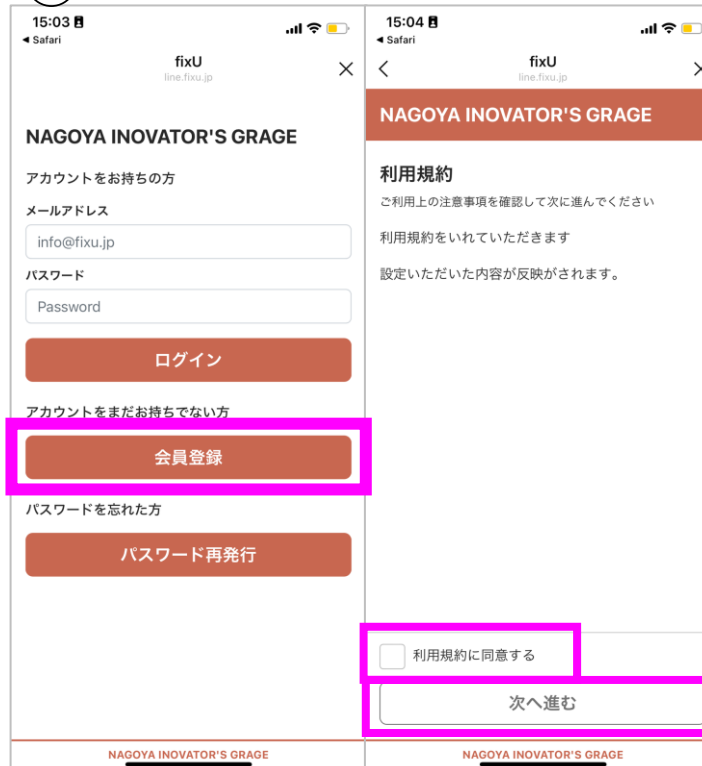 15:03
◀ Safari
fixU
line.fixu.jp
NAGOYA INOVATOR'S GRAGE
アカウントをお持ちの方
メールアドレス
info@fixu.jp
パスワード
Password
ログイン
アカウントをまだお持ちでない方
会員登録
パスワードを忘れた方
パスワード再発行
NAGOYA INOVATOR'S GRAGE
15:04
◀ Safari
fixU
line.fixu.jp
NAGOYA INOVATOR'S GRAGE
利用規約
ご利用上の注意事項を確認して次に進んでください
利用規約をいれていただきます
設定いただいた内容が反映がされます。
利用規約に同意する
次へ進む
NAGOYA INOVATOR'S GRAGE